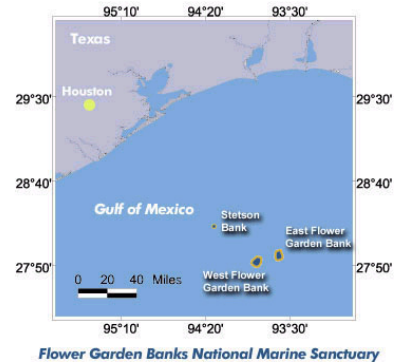 95°10' 94°20' 93°30'
Texas
Houston
29°30' 29°30'
28°40' 28°40'
Gulf of Mexico
Stetson
Bank
East Flower
Garden Bank
27°50' 27°50'
West Flower
Garden Bank
0 20 40 Miles
95°10' 94°20' 93°30'
Flower Garden Banks National Marine Sanctuary